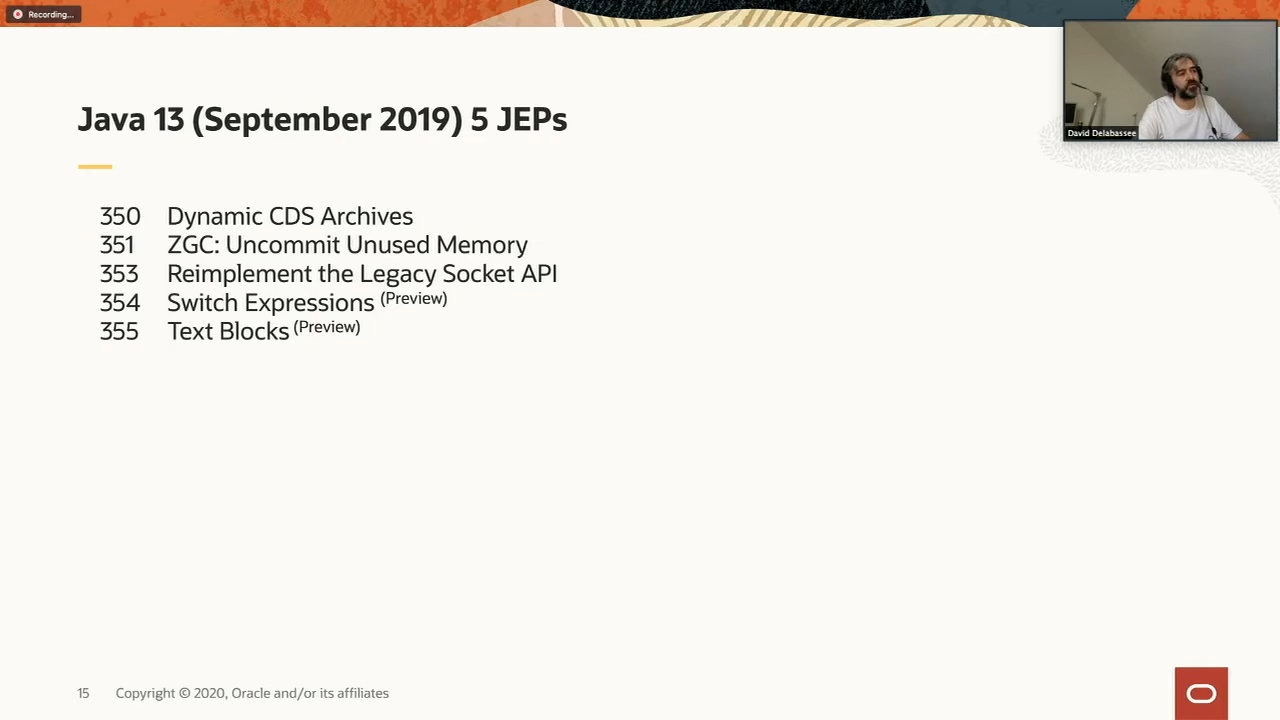 Recording...
David Delabassee
Java 13 (September 2019) 5 JEPs
350 Dynamic CDS Archives
351 ZGC: Uncommit Unused Memory
353 Reimplement the Legacy Socket API
354 Switch Expressions (Preview)
355 Text Blocks (Preview)
15 Copyright © 2020, Oracle and/or its affiliates